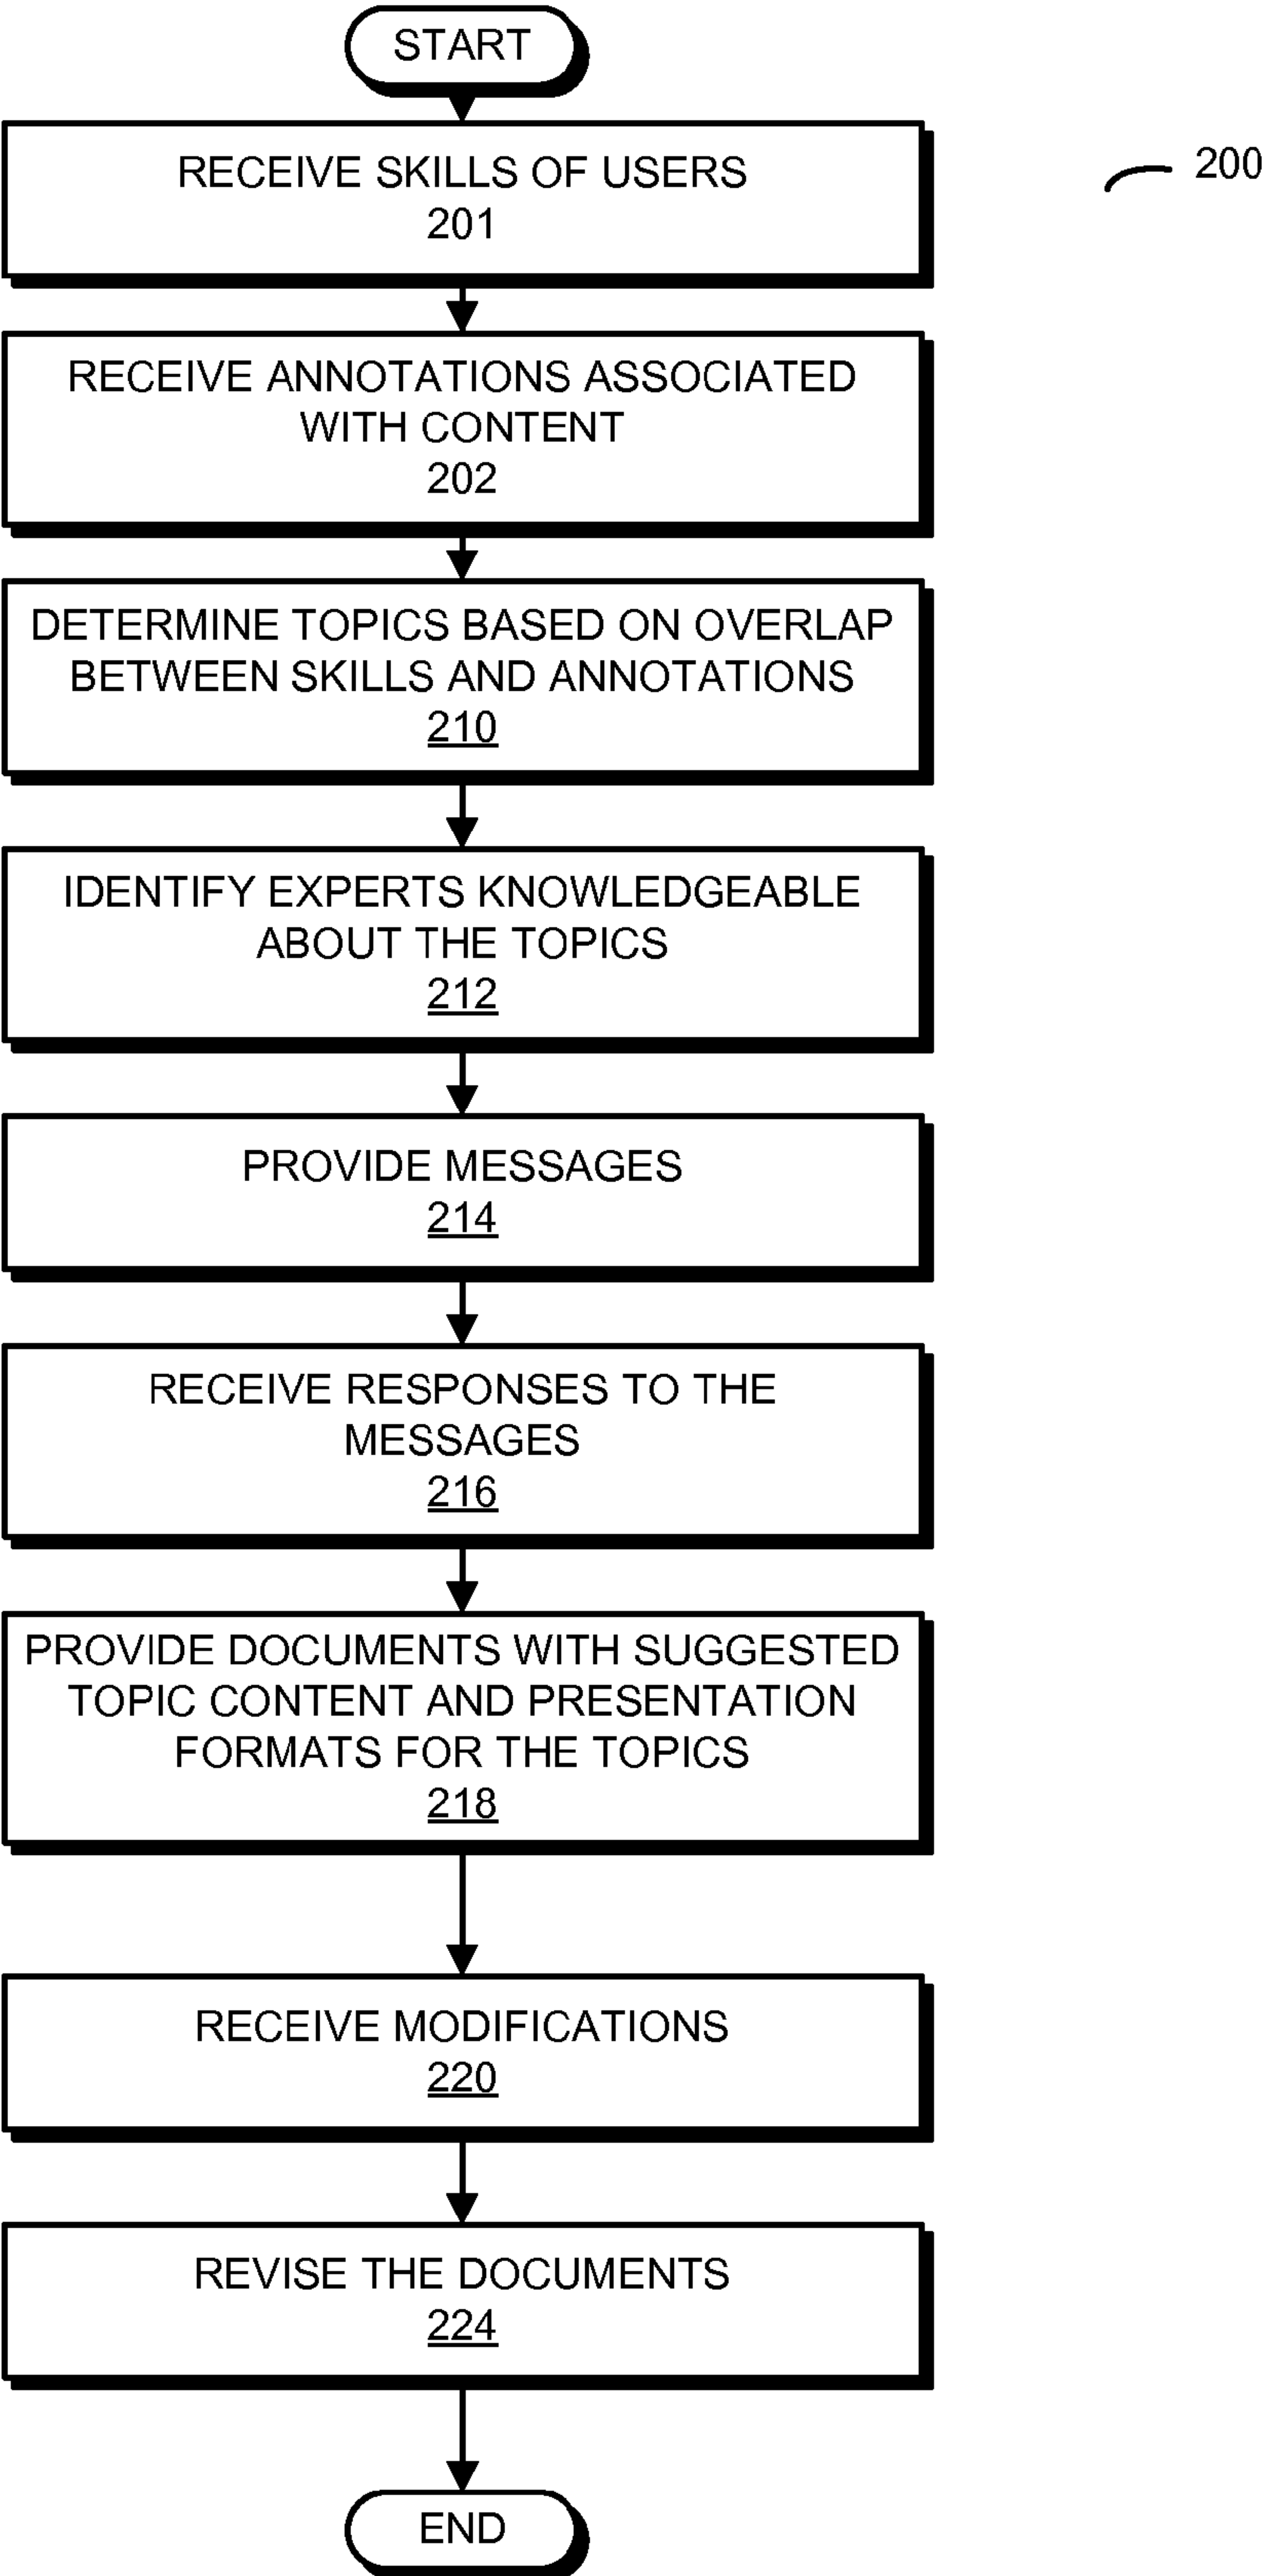 START
RECEIVE SKILLS OF USERS
201
200
RECEIVE ANNOTATIONS ASSOCIATED
WITH CONTENT
202
DETERMINE TOPICS BASED ON OVERLAP
BETWEEN SKILLS AND ANNOTATIONS
210
IDENTIFY EXPERTS KNOWLEDGEABLE
ABOUT THE TOPICS
212
PROVIDE MESSAGES
214
RECEIVE RESPONSES TO THE
MESSAGES
216
PROVIDE DOCUMENTS WITH SUGGESTED
TOPIC CONTENT AND PRESENTATION
FORMATS FOR THE TOPICS
218
RECEIVE MODIFICATIONS
220
REVISE THE DOCUMENTS
224
END